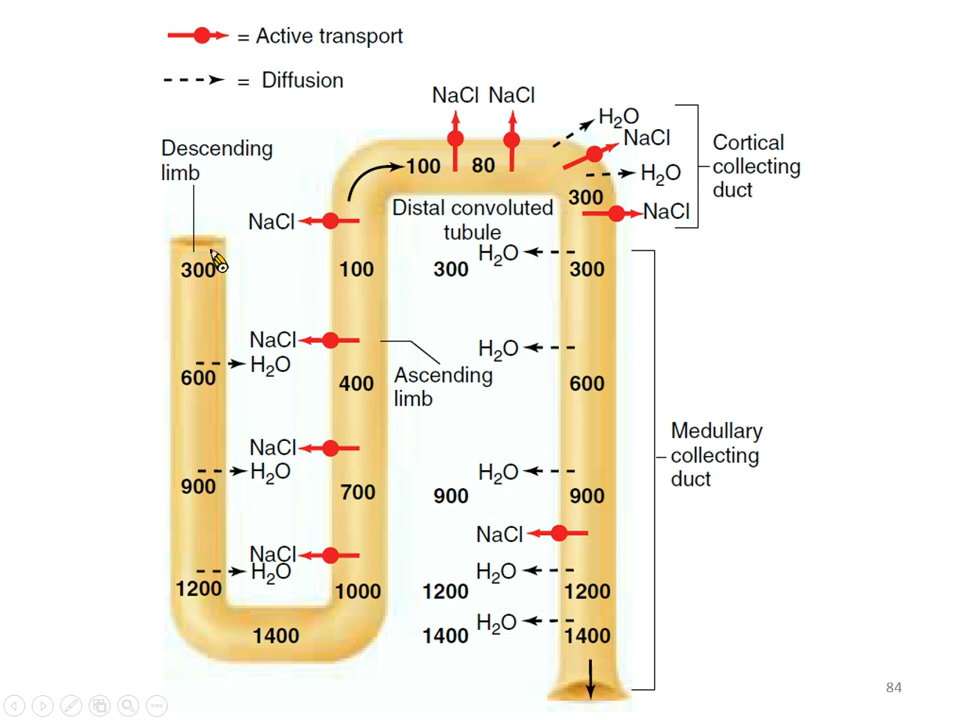 = Active transport
= Diffusion
NaCl NaCl
H₂O
NaCl
H₂O
NaCl
Cortical
collecting
duct
Descending
limb
100 80
300
Distal convoluted
tubule
NaCl
H₂O
300
100
300
300
NaCl
H₂O
H₂O
600
400
600
Ascending
limb
NaCl
H₂O
H₂O
900
700
900
900
Medullary
collecting
duct
NaCl
NaCl
H₂O
H₂O
1200
1000
1200
1200
H₂O
1400
1400
1400
84